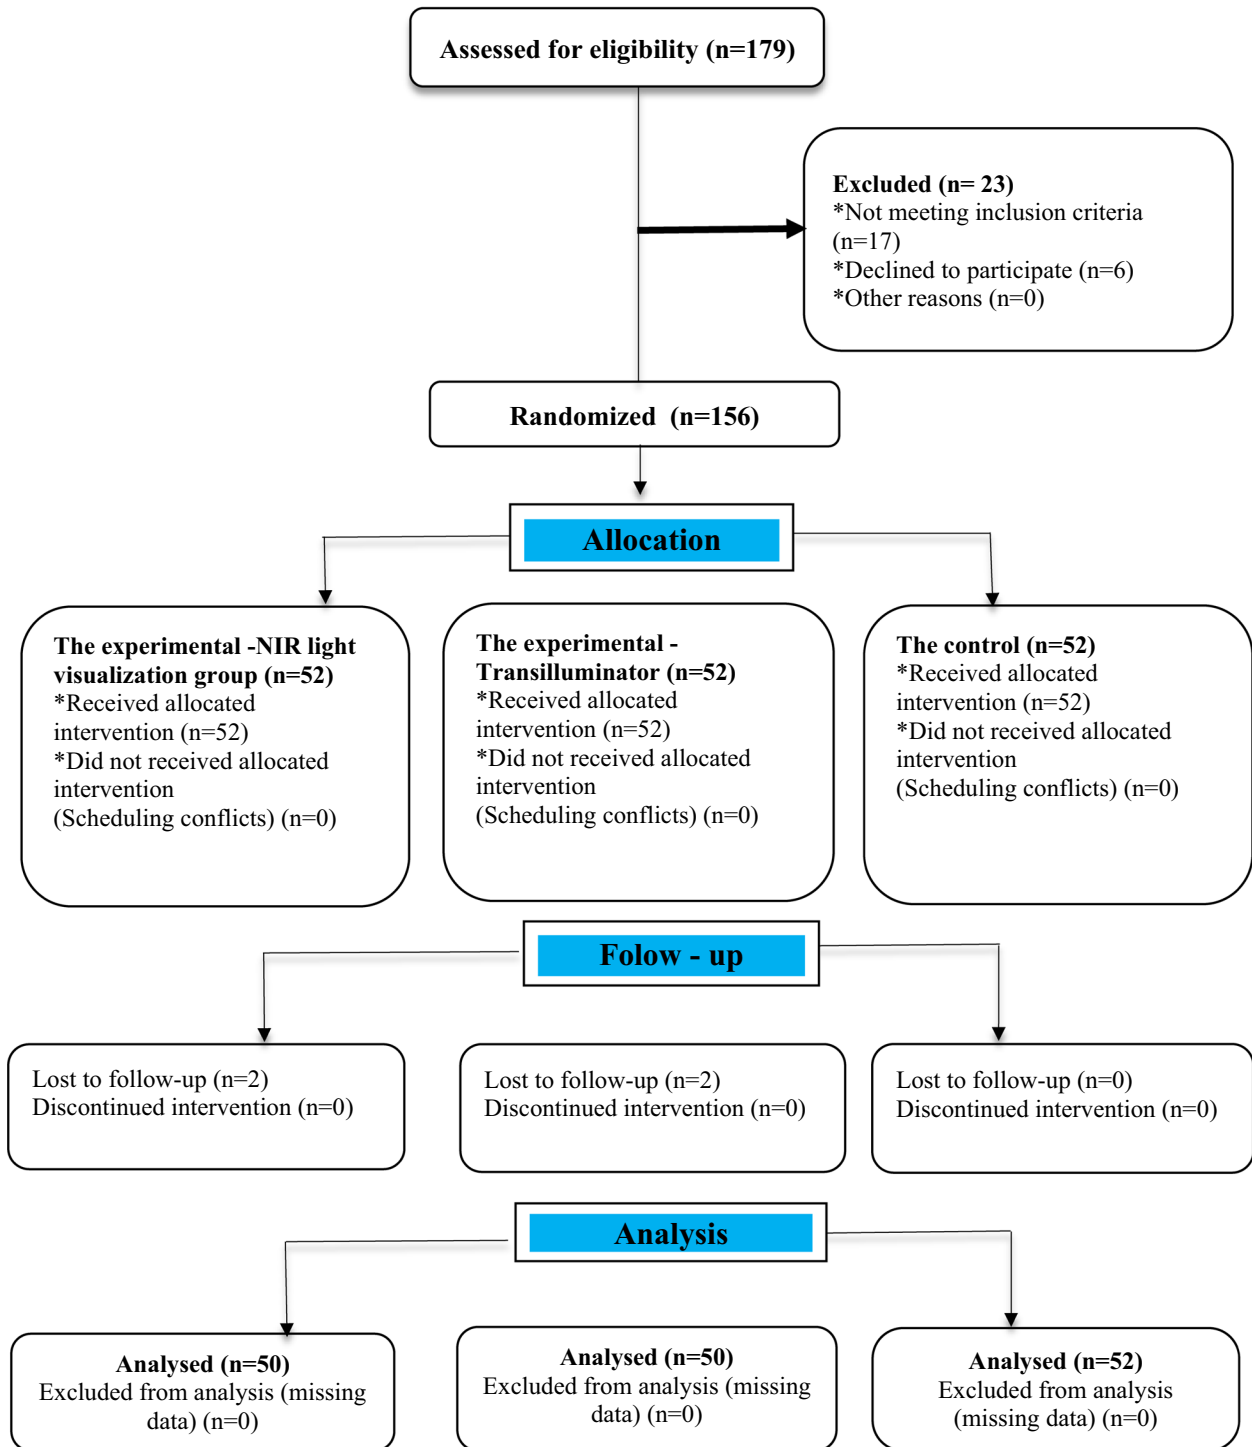 Assessed for eligibility (n=179)
Excluded (n= 23)
*Not meeting inclusion criteria
(n=17)
*Declined to participate (n=6)
*Other reasons (n=0)
Randomized (n=156)
Allocation
The experimental -NIR light
visualization group (n=52)
*Received allocated
intervention (n=52)
*Did not received allocated
intervention
(Scheduling conflicts) (n=0)
The experimental -
Transilluminator (n=52)
*Received allocated
intervention (n=52)
*Did not received allocated
intervention
(Scheduling conflicts) (n=0)
The control (n=52)
*Received allocated
intervention (n=52)
*Did not received allocated
intervention
(Scheduling conflicts) (n=0)
Folow - up
Lost to follow-up (n=2)
Discontinued intervention (n=0)
Lost to follow-up (n=2)
Discontinued intervention (n=0)
Lost to follow-up (n=0)
Discontinued intervention (n=0)
Analysis
Analysed (n=50)
Excluded from analysis (missing
data) (n=0)
Analysed (n=50)
Excluded from analysis (missing
data) (n=0)
Analysed (n=52)
Excluded from analysis
(missing data) (n=0)